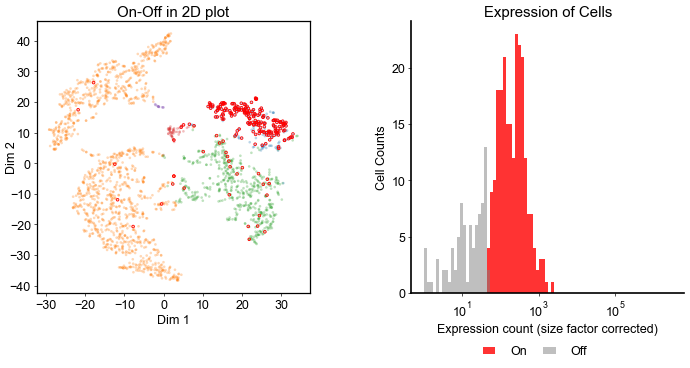 On-Off in 2D plot
Expression of Cells
40
30
20
10
0
−10
−20
−30
−40
Dim 2
−30 −20 −10 0 10 20 30
Dim 1
20
15
10
5
0
Cell Counts
10^1 10^3 10^5
Expression count (size factor corrected)
On Off